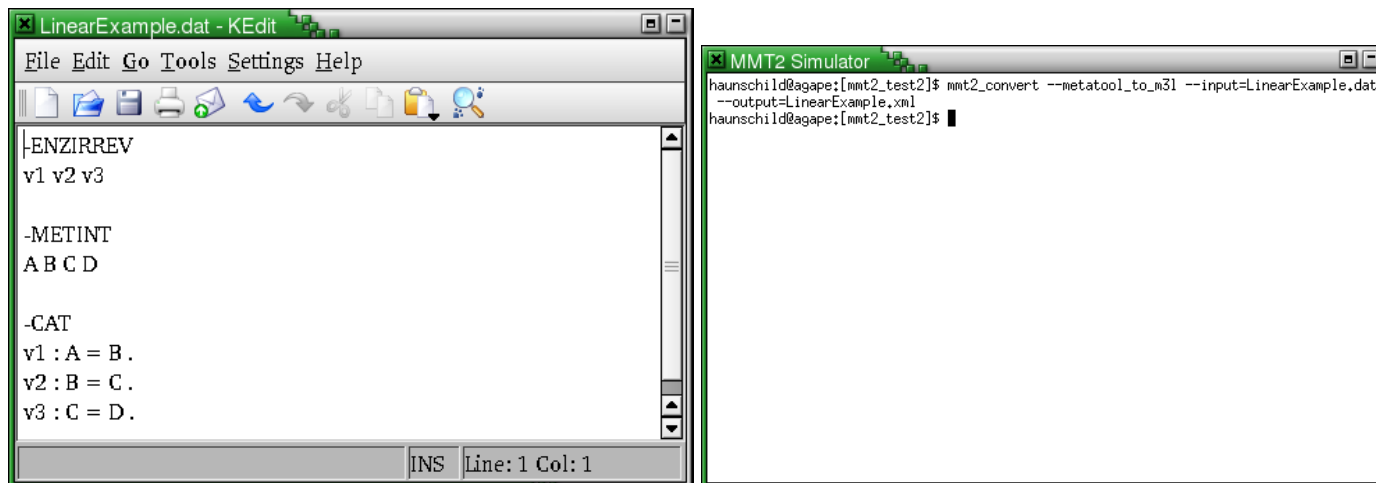 LinearExample.dat - KEdit
File Edit Go Tools Settings Help
-ENZIRREV
v1 v2 v3
-METINT
A B C D
-CAT
v1 : A = B .
v2 : B = C .
v3 : C = D .
INS Line: 1 Col: 1
MMT2 Simulator
haunschild@agape:[mmt2_test2]$ mmt2_convert --metatool_to_m3l --input=LinearExample.dat
--output=LinearExample.xml
haunschild@agape:[mmt2_test2]$